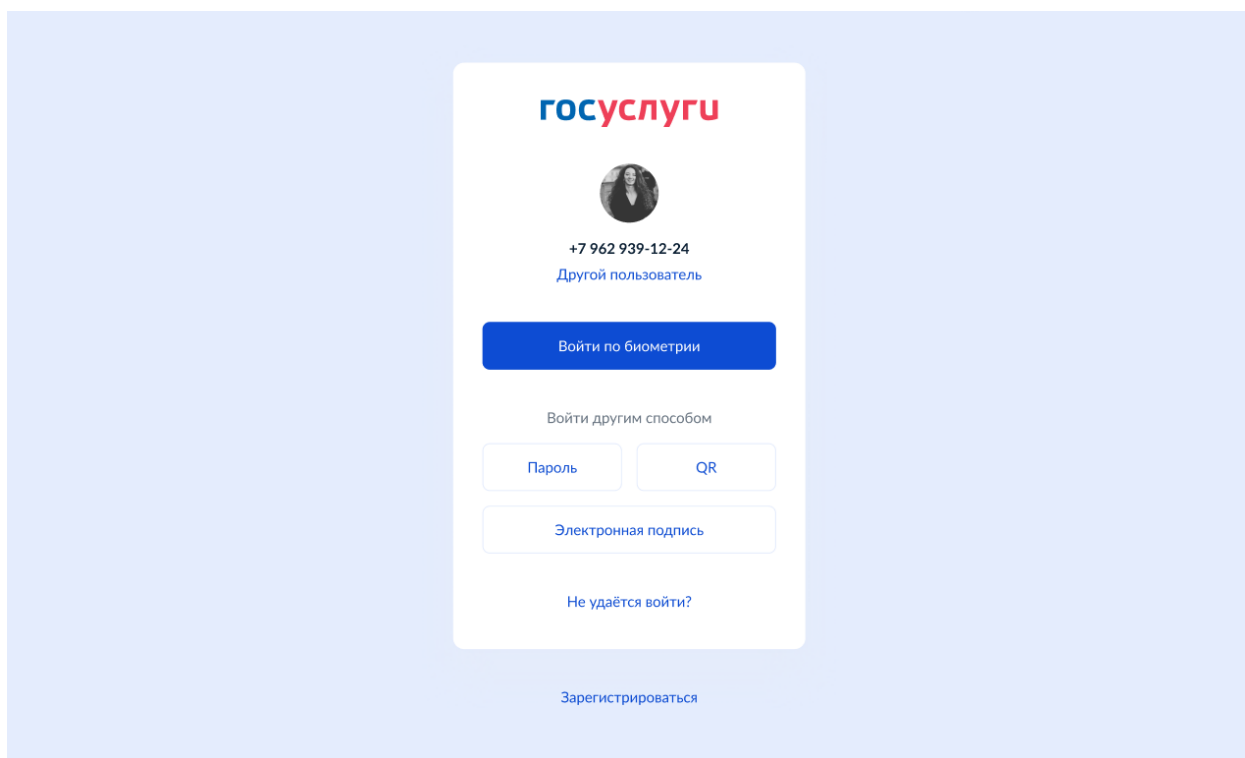 госуслуги
+7 962 939-12-24
Другой пользователь
Войти по биометрии
Войти другим способом
Пароль
QR
Электронная подпись
Не удаётся войти?
Зарегистрироваться